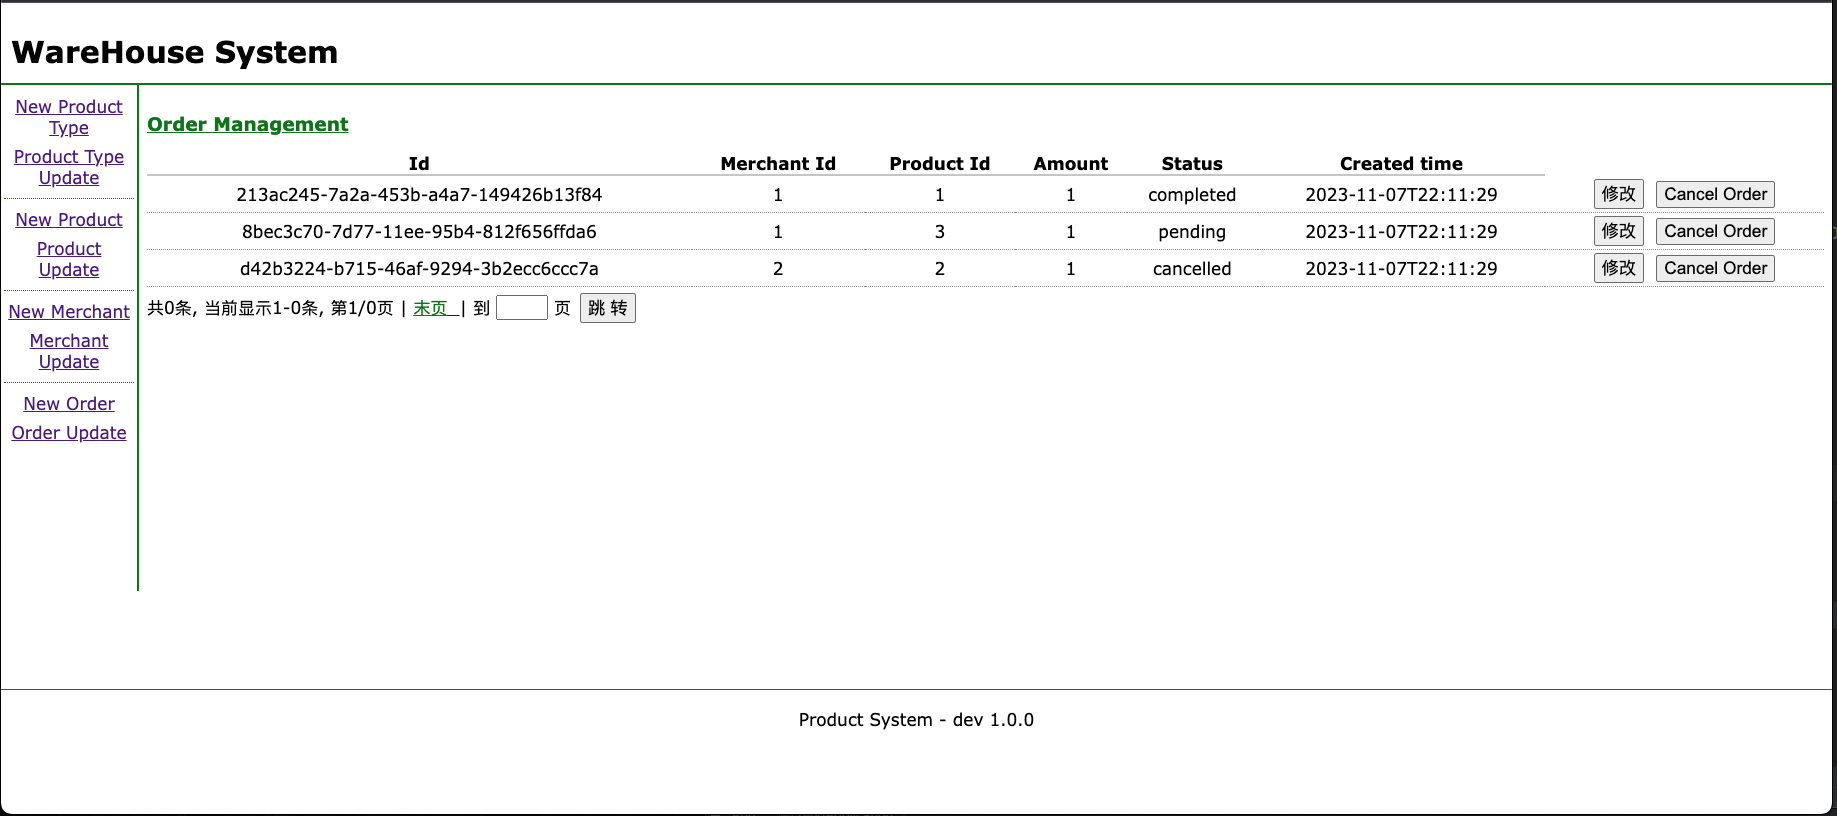 WareHouse System
New Product
Type
Product Type
Update
New Product
Product
Update
New Merchant
Merchant
Update
New Order
Order Update
Order Management
Id Merchant Id Product Id Amount Status Created time
213ac245-7a2a-453b-a4a7-149426b13f84 1 1 1 completed 2023-11-07T22:11:29 修改 Cancel Order
8bec3c70-7d77-11ee-95b4-812f656ffda6 1 3 1 pending 2023-11-07T22:11:29 修改 Cancel Order
d42b3224-b715-46af-9294-3b2ecc6ccc7a 2 2 1 cancelled 2023-11-07T22:11:29 修改 Cancel Order
共0条, 当前显示1-0条, 第1/0页 | 末页 | 到 页 跳 转
Product System - dev 1.0.0